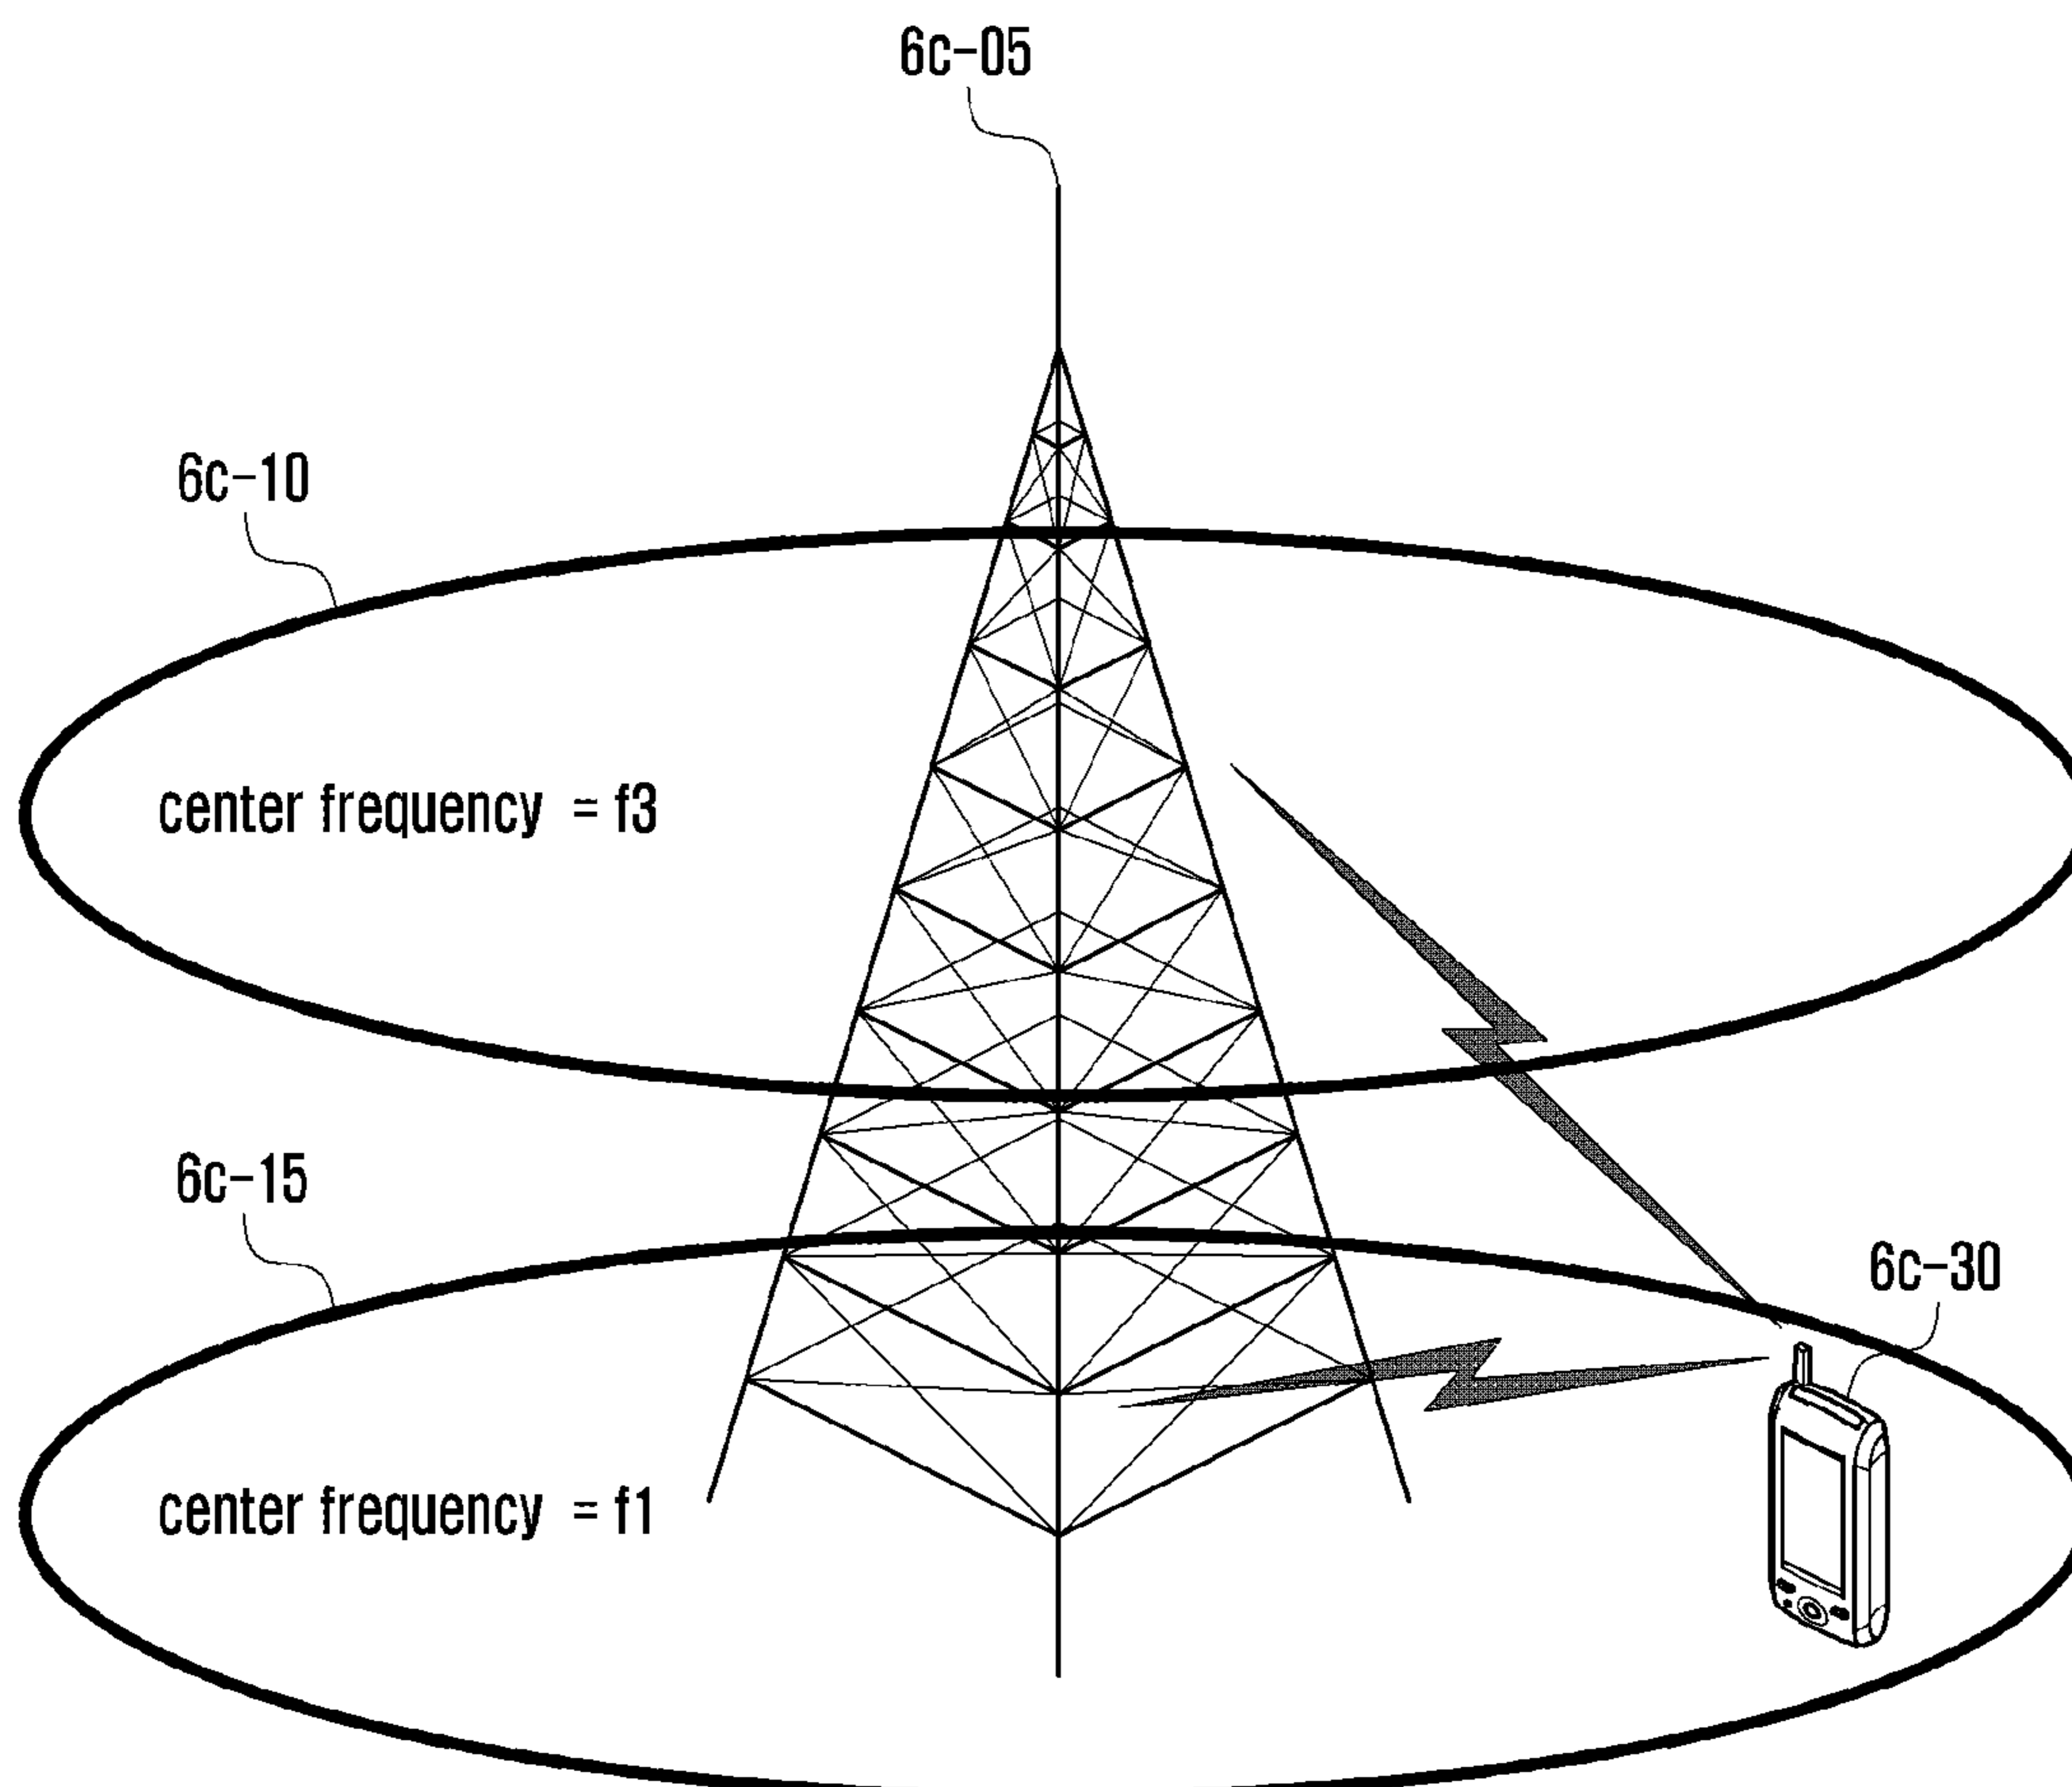 6c-05
6c-10
center frequency = f3
6c-15
6c-30
center frequency = f1